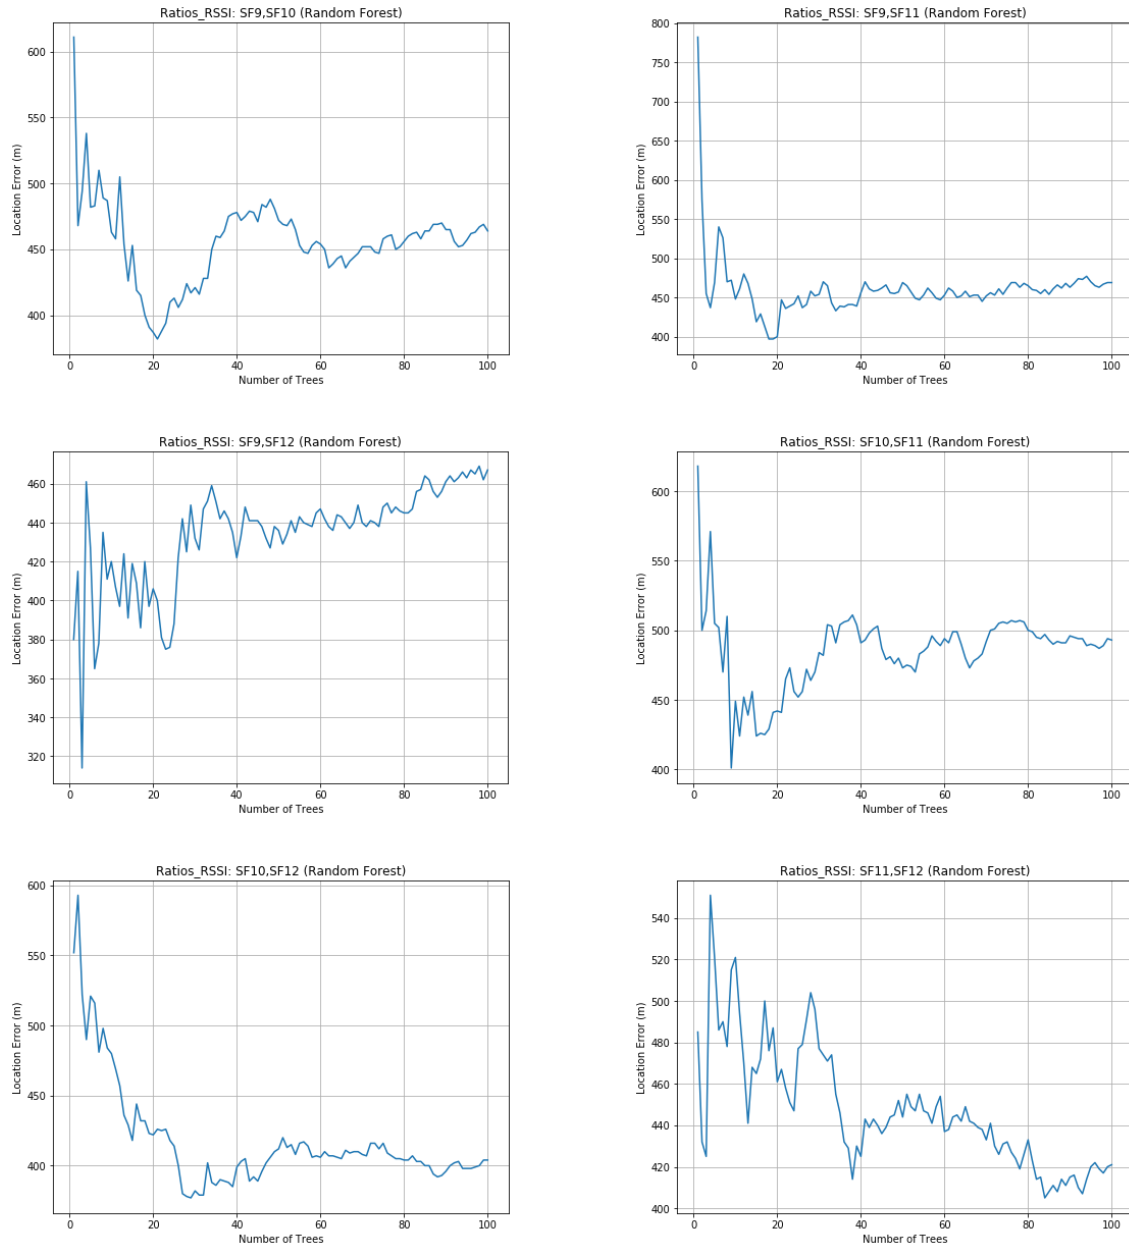 Ratios_RSSI: SF9,SF10 (Random Forest)
600
550
500
450
400
Location Error (m)
0 20 40 60 80 100
Number of Trees
Ratios_RSSI: SF9,SF11 (Random Forest)
800
750
700
650
600
550
500
450
400
Location Error (m)
0 20 40 60 80 100
Number of Trees
Ratios_RSSI: SF9,SF12 (Random Forest)
460
440
420
400
380
360
340
320
Location Error (m)
0 20 40 60 80 100
Number of Trees
Ratios_RSSI: SF10,SF11 (Random Forest)
600
550
500
450
400
Location Error (m)
0 20 40 60 80 100
Number of Trees
Ratios_RSSI: SF10,SF12 (Random Forest)
600
550
500
450
400
Location Error (m)
0 20 40 60 80 100
Number of Trees
Ratios_RSSI: SF11,SF12 (Random Forest)
540
520
500
480
460
440
420
400
Location Error (m)
0 20 40 60 80 100
Number of Trees